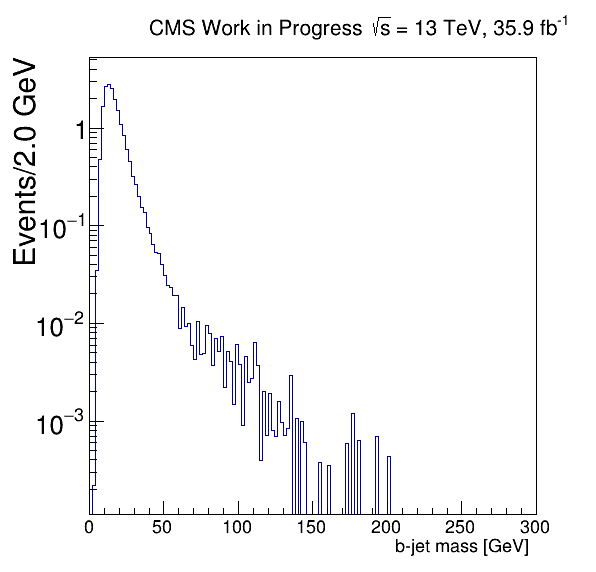 CMS Work in Progress √s = 13 TeV, 35.9 fb⁻¹
Events/2.0 GeV
1
10⁻¹
10⁻²
10⁻³
0 50 100 150 200 250 300
b-jet mass [GeV]